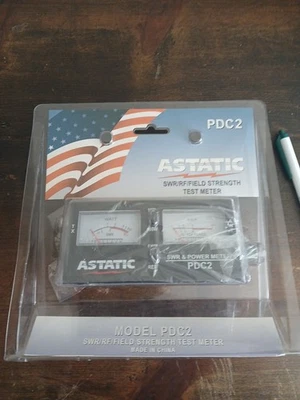 PDC2
ASTATIC
SWR/RF/FIELD STRENGTH
TEST METER
ASTATIC
SWR & POWER METER
PDC2
MODEL PDC2
SWR/RF/FIELD STRENGTH TEST METER
MADE IN CHINA